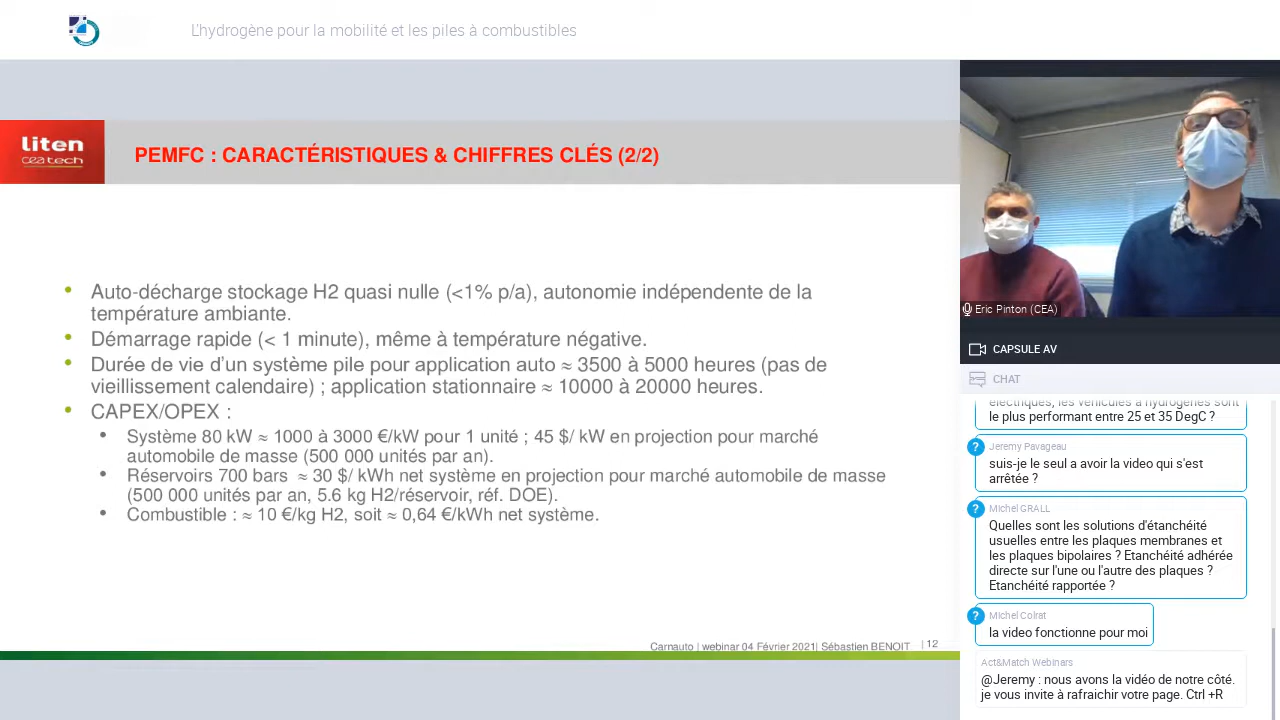 L'hydrogène pour la mobilité et les piles à combustibles
liten
ceatech
PEMFC : CARACTÉRISTIQUES & CHIFFRES CLÉS (2/2)
• Auto-décharge stockage H2 quasi nulle (<1% p/a), autonomie indépendante de la
température ambiante.
• Démarrage rapide (< 1 minute), même à température négative.
• Durée de vie d'un système pile pour application auto ≈ 3500 à 5000 heures (pas de
vieillissement calendaire) ; application stationnaire ≈ 10000 à 20000 heures.
• CAPEX/OPEX :
• Système 80 kW ≈ 1000 à 3000 €/kW pour 1 unité ; 45 $/ kW en projection pour marché
automobile de masse (500 000 unités par an).
• Réservoirs 700 bars ≈ 30 $/ kWh net système en projection pour marché automobile de masse
(500 000 unités par an, 5.6 kg H2/réservoir, réf. DOE).
• Combustible : ≈ 10 €/kg H2, soit ≈ 0,64 €/kWh net système.
Carnauto | webinar 04 Février 2021| Sébastien BENOIT | 12
Eric Pinton (CEA)
CAPSULE AV
CHAT
électriques, les véhicules à hydrogènes sont
le plus performant entre 25 et 35 DegC ?
?
Jeremy Pavageau
suis-je le seul a avoir la video qui s'est
arrêtée ?
?
Michel GRALL
Quelles sont les solutions d'étanchéité
usuelles entre les plaques membranes et
les plaques bipolaires ? Etanchéité adhérée
directe sur l'une ou l'autre des plaques ?
Etanchéité rapportée ?
?
Michel Colrat
la video fonctionne pour moi
Act&Match Webinars
@Jeremy : nous avons la vidéo de notre côté.
je vous invite à rafraichir votre page. Ctrl +R